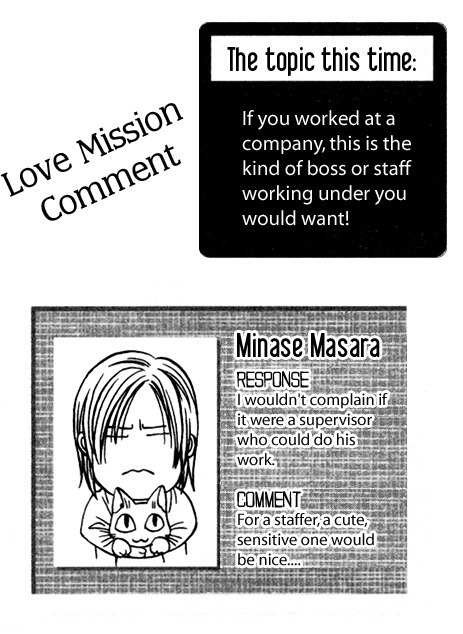 The topic this time:
Love Mission
Comment
If you worked at a
company, this is the
kind of boss or staff
working under you
would want!
Minase Masara
RESPONSE
I wouldn't complain if
it were a supervisor
who could do his
work.
COMMENT
For a staffer, a cute,
sensitive one would
be nice....